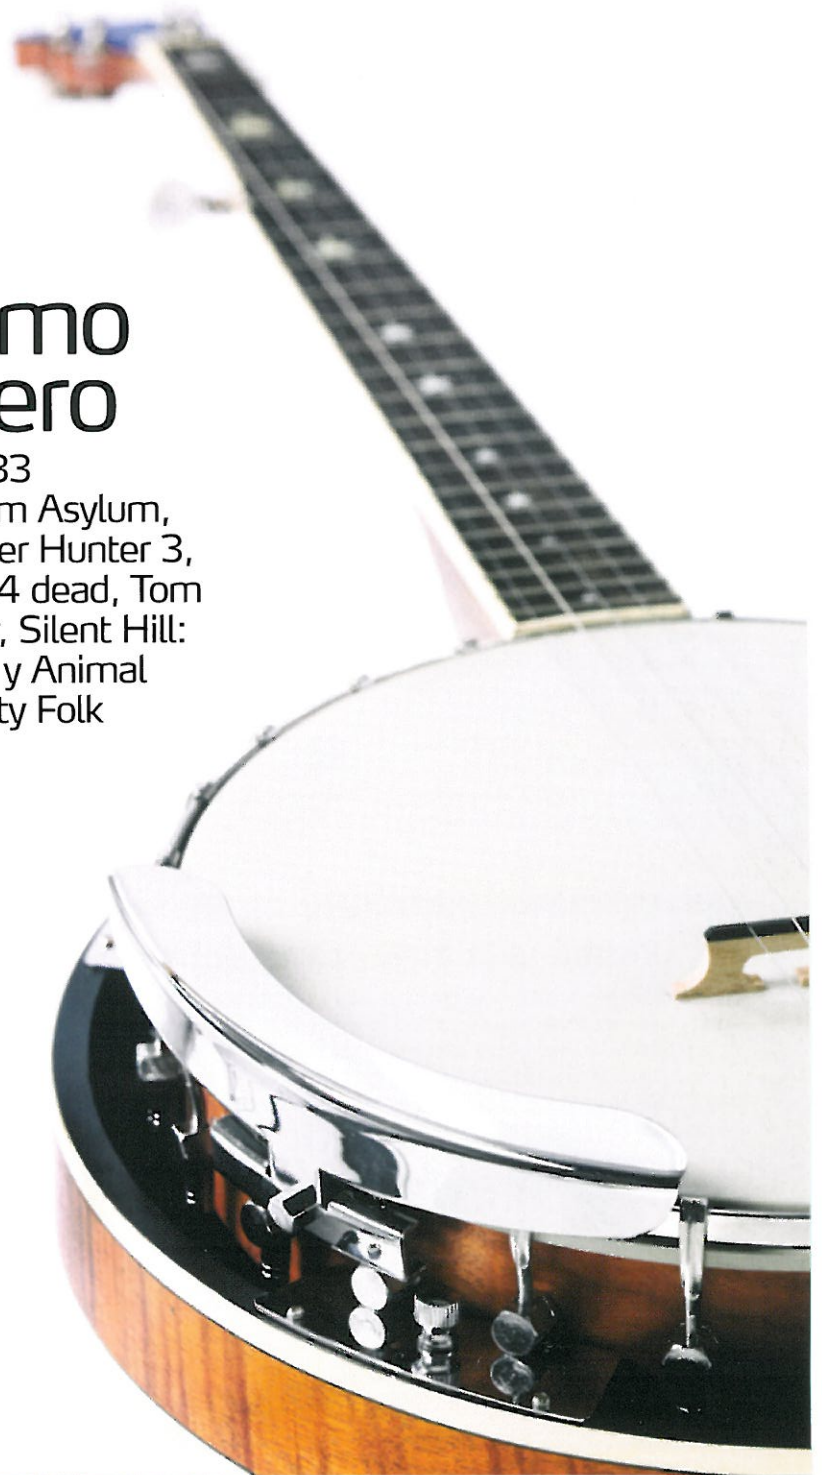 mo
ero
33
m Asylum,
er Hunter 3,
4 dead, Tom
, Silent Hill:
y Animal
ty Folk